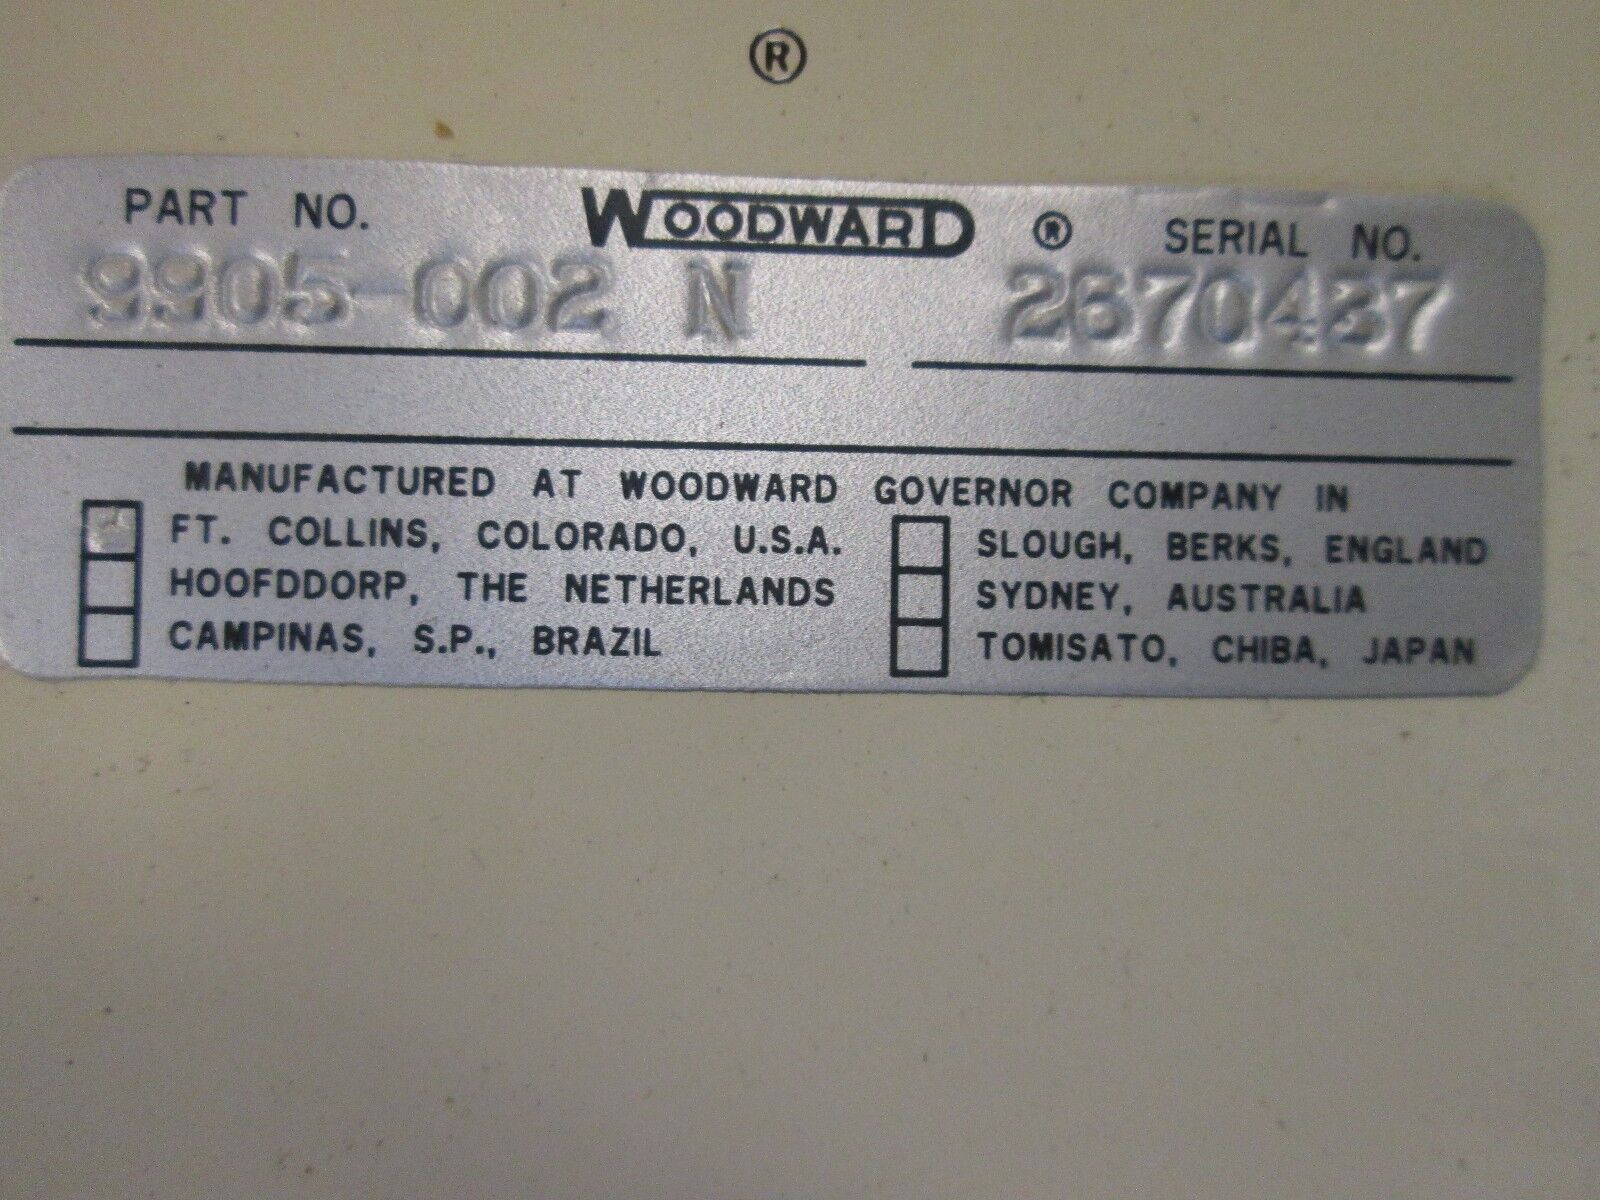 ®
PART NO. WOODWARD ® SERIAL NO.
9905-002 N 2670437
MANUFACTURED AT WOODWARD GOVERNOR COMPANY IN
FT. COLLINS, COLORADO, U.S.A. SLOUGH, BERKS, ENGLAND
HOOFDDORP, THE NETHERLANDS SYDNEY, AUSTRALIA
CAMPINAS, S.P., BRAZIL TOMISATO, CHIBA, JAPAN